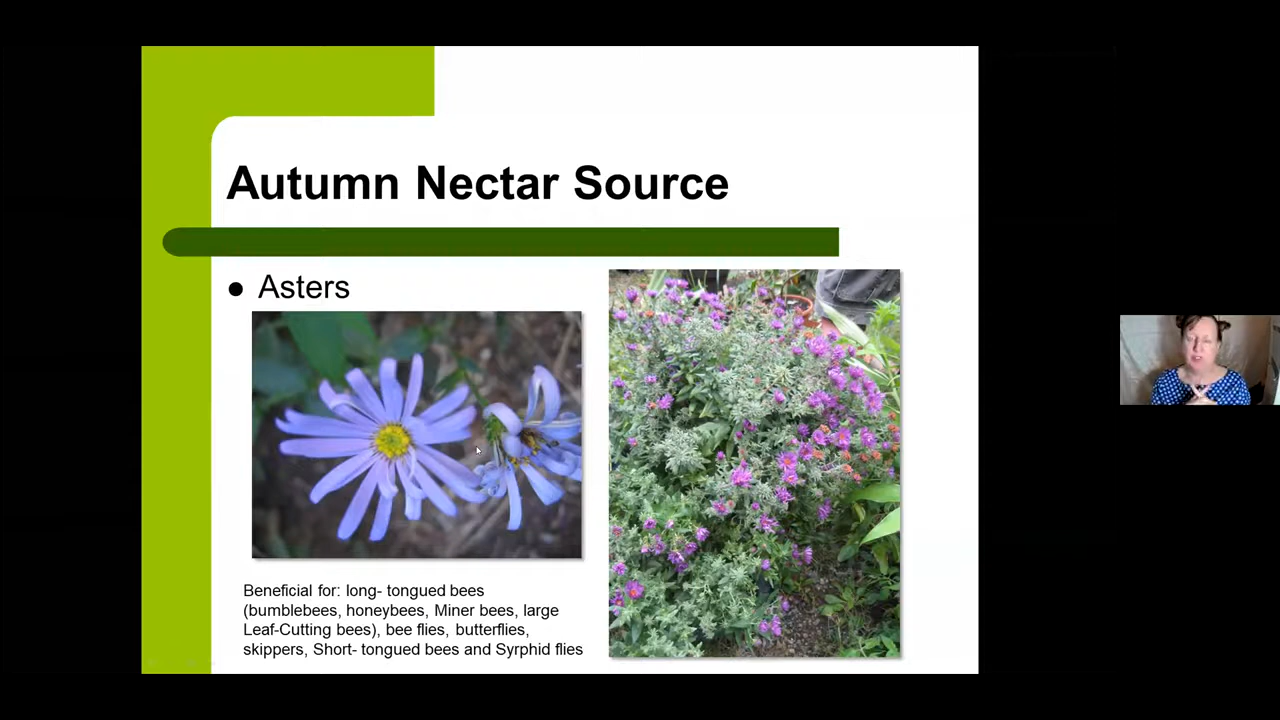 Autumn Nectar Source
● Asters
Beneficial for: long- tongued bees
(bumblebees, honeybees, Miner bees, large
Leaf-Cutting bees), bee flies, butterflies,
skippers, Short- tongued bees and Syrphid flies